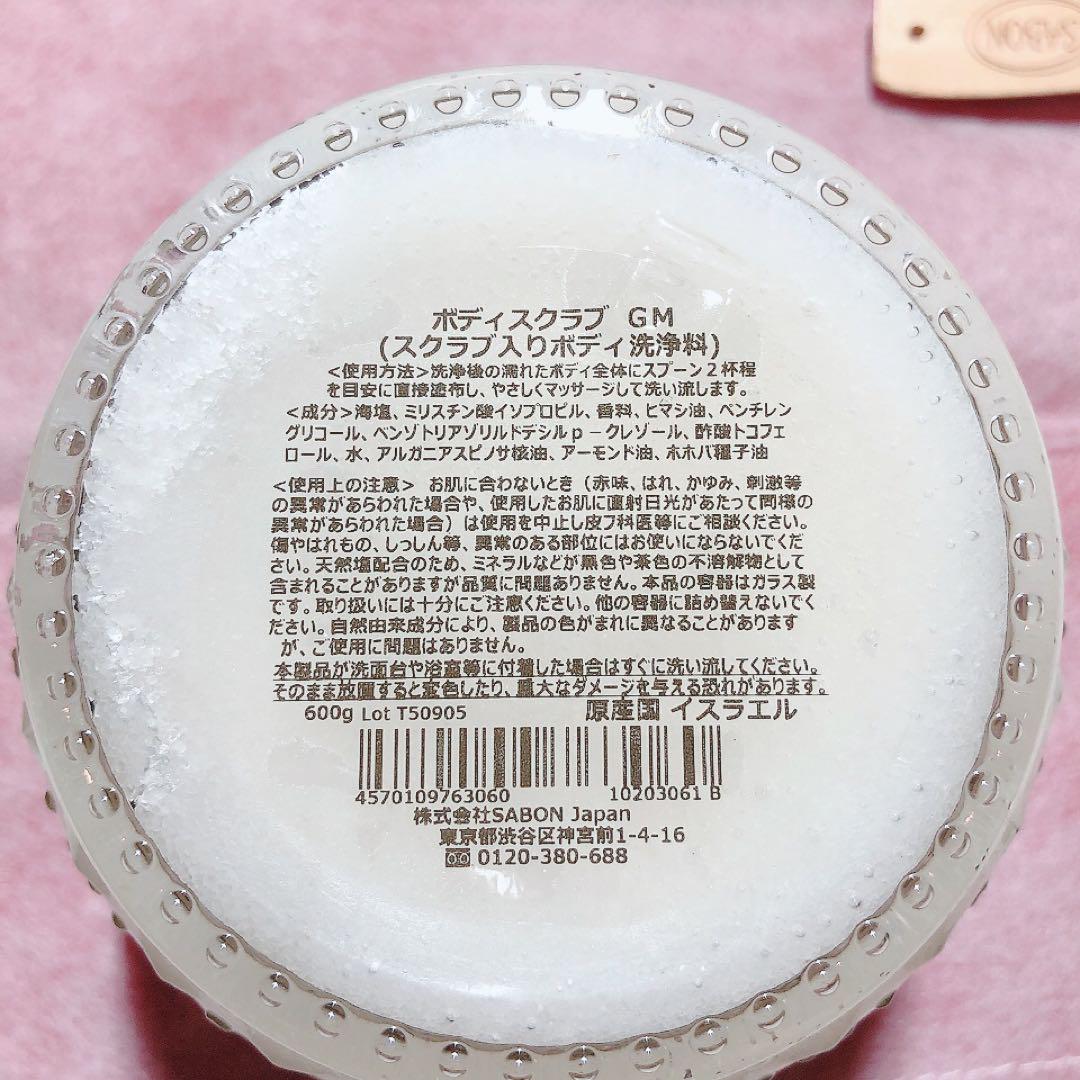 SABON
ボディスクラブ GM
(スクラブ入りボディ洗浄料)
＜使用方法＞洗浄後の濡れたボディ全体にスプーン2杯程
を目安に直接塗布し、やさしくマッサージして洗い流します。
＜成分＞海塩、ミリスチン酸イソプロピル、香料、ヒマシ油、ペンチレン
グリコール、ベンゾトリアゾリルドデシルp－クレゾール、酢酸トコフェ
ロール、水、アルガニアスピノサ核油、アーモンド油、ホホバ種子油
＜使用上の注意＞ お肌に合わないとき（赤味、はれ、かゆみ、刺激等
の異常があらわれた場合や、使用したお肌に直射日光があたって同様の
異常があらわれた場合）は使用を中止し皮フ科医等にご相談ください。
傷やはれもの、しっしん等、異常のある部位にはお使いにならないでくだ
さい。天然塩配合のため、ミネラルなどが黒色や茶色の不溶解物として
含まれることがありますが品質に問題ありません。本品の容器はガラス製
です。取り扱いには十分にご注意ください。他の容器に詰め替えないでく
ださい。自然由来成分により、製品の色がまれに異なることがあります
が、ご使用に問題はありません。
本製品が洗面台や浴室等に付着した場合はすぐに洗い流してください。
そのまま放置すると変色したり、重大なダメージを与える恐れがあります。
600g Lot T50905 原産国 イスラエル
4570109763060 10203061 B
株式会社SABON Japan
東京都渋谷区神宮前1-4-16
0120-380-688